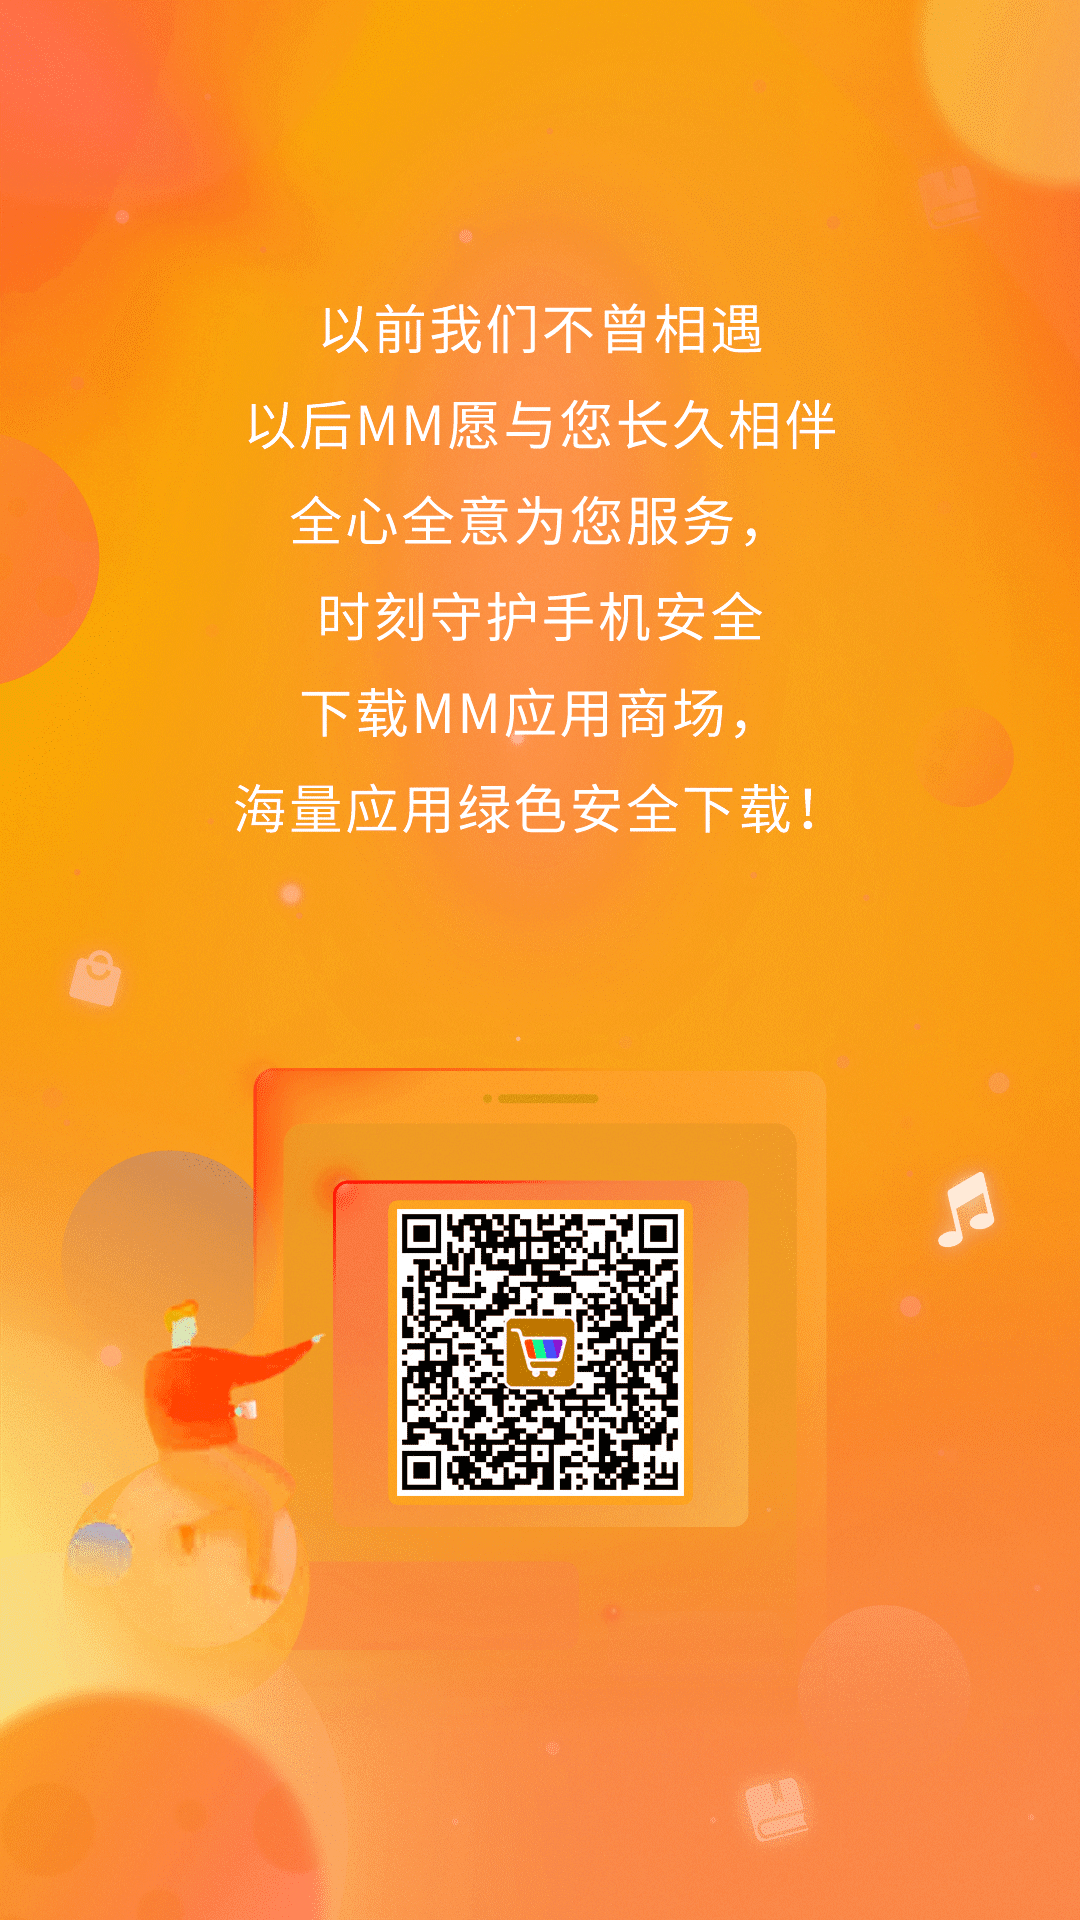 以前我们不曾相遇
以后MM愿与您长久相伴
全心全意为您服务，
时刻守护手机安全
下载MM应用商场，
海量应用绿色安全下载！